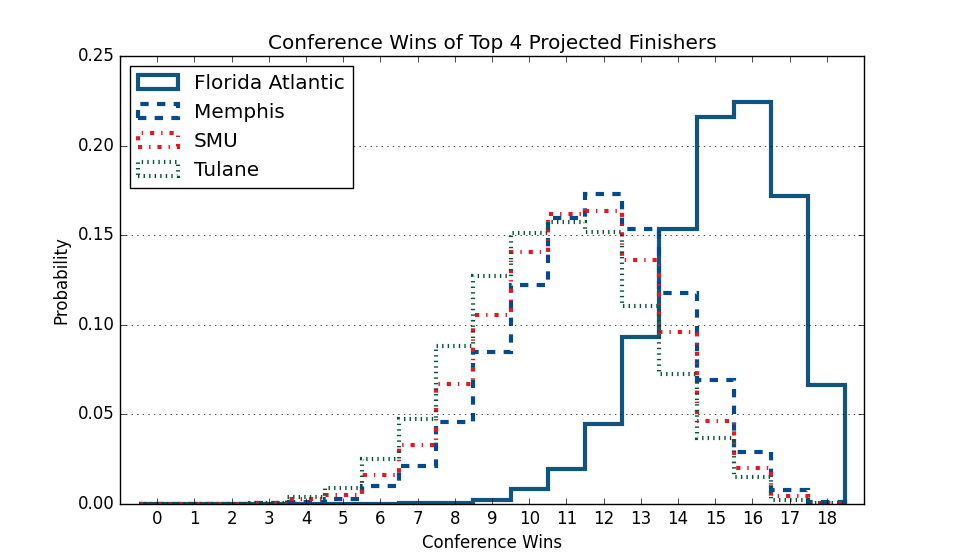 Conference Wins of Top 4 Projected Finishers
0.25
Florida Atlantic
Memphis
SMU
Tulane
0.20
0.15
0.10
0.05
0.00
Probability
0 1 2 3 4 5 6 7 8 9 10 11 12 13 14 15 16 17 18
Conference Wins